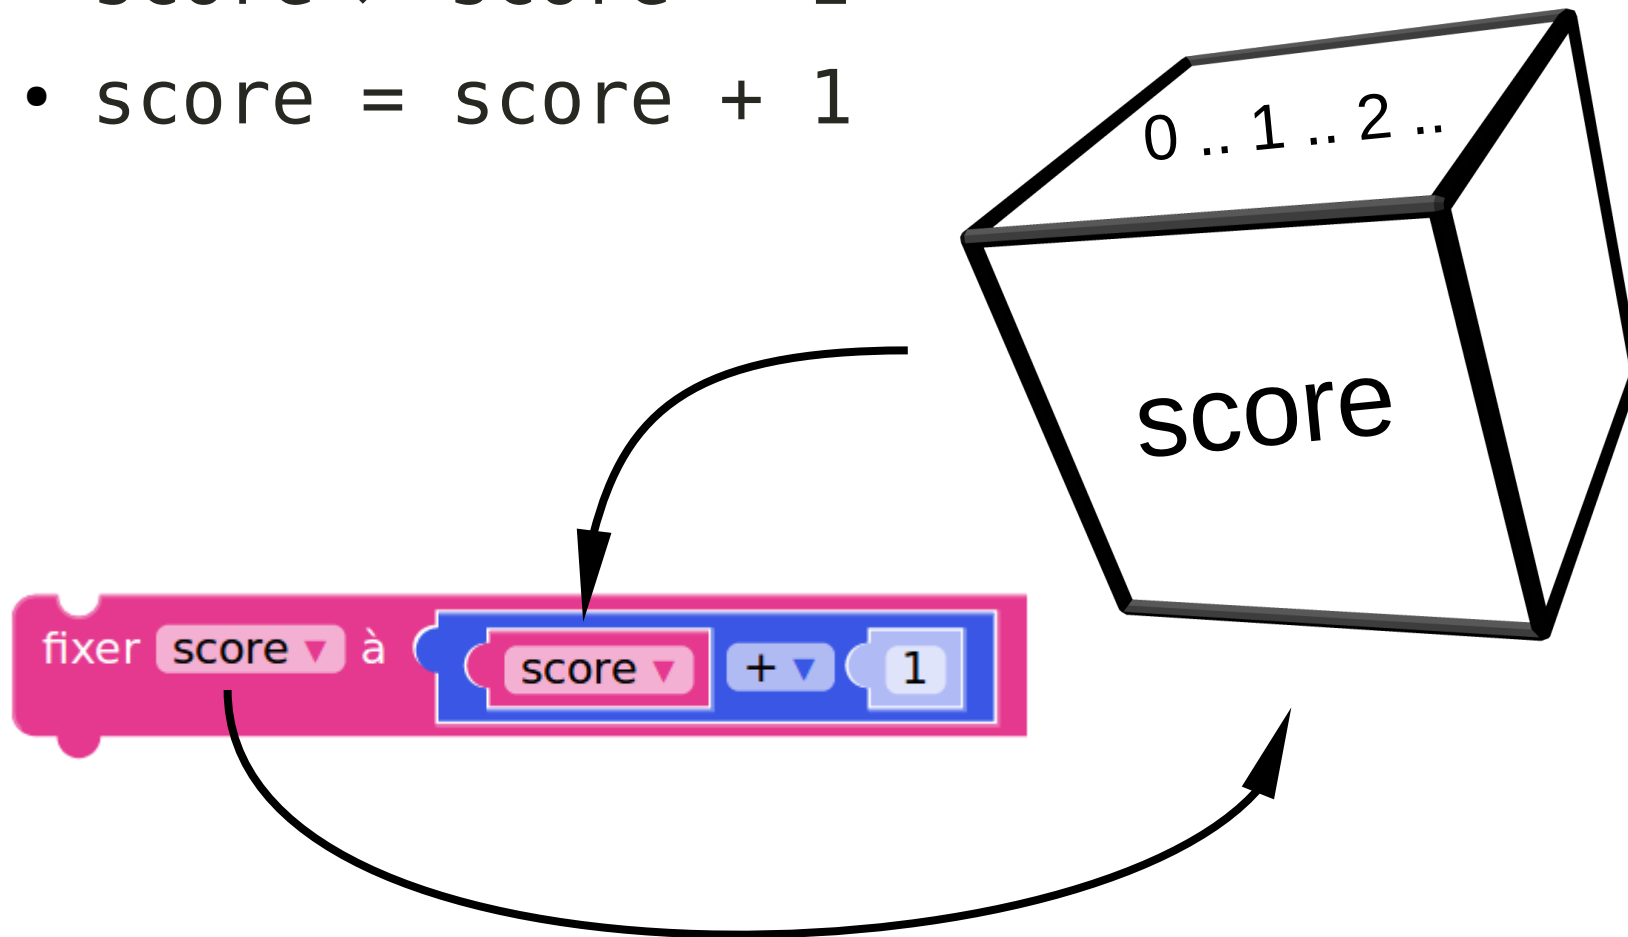 • score = score + 1
0 .. 1 .. 2 ..
score
fixer score ▼ à score ▼ + ▼ 1